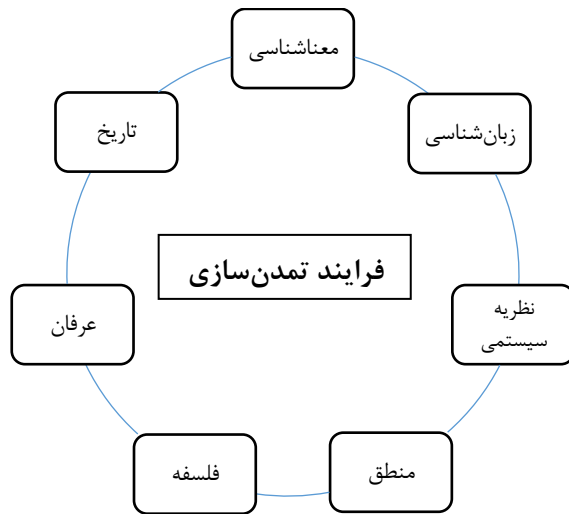 معناشناسی
زبان‌شناسی
نظریه
سیستمی
منطق
فلسفه
عرفان
تاریخ
فرایند تمدن‌سازی